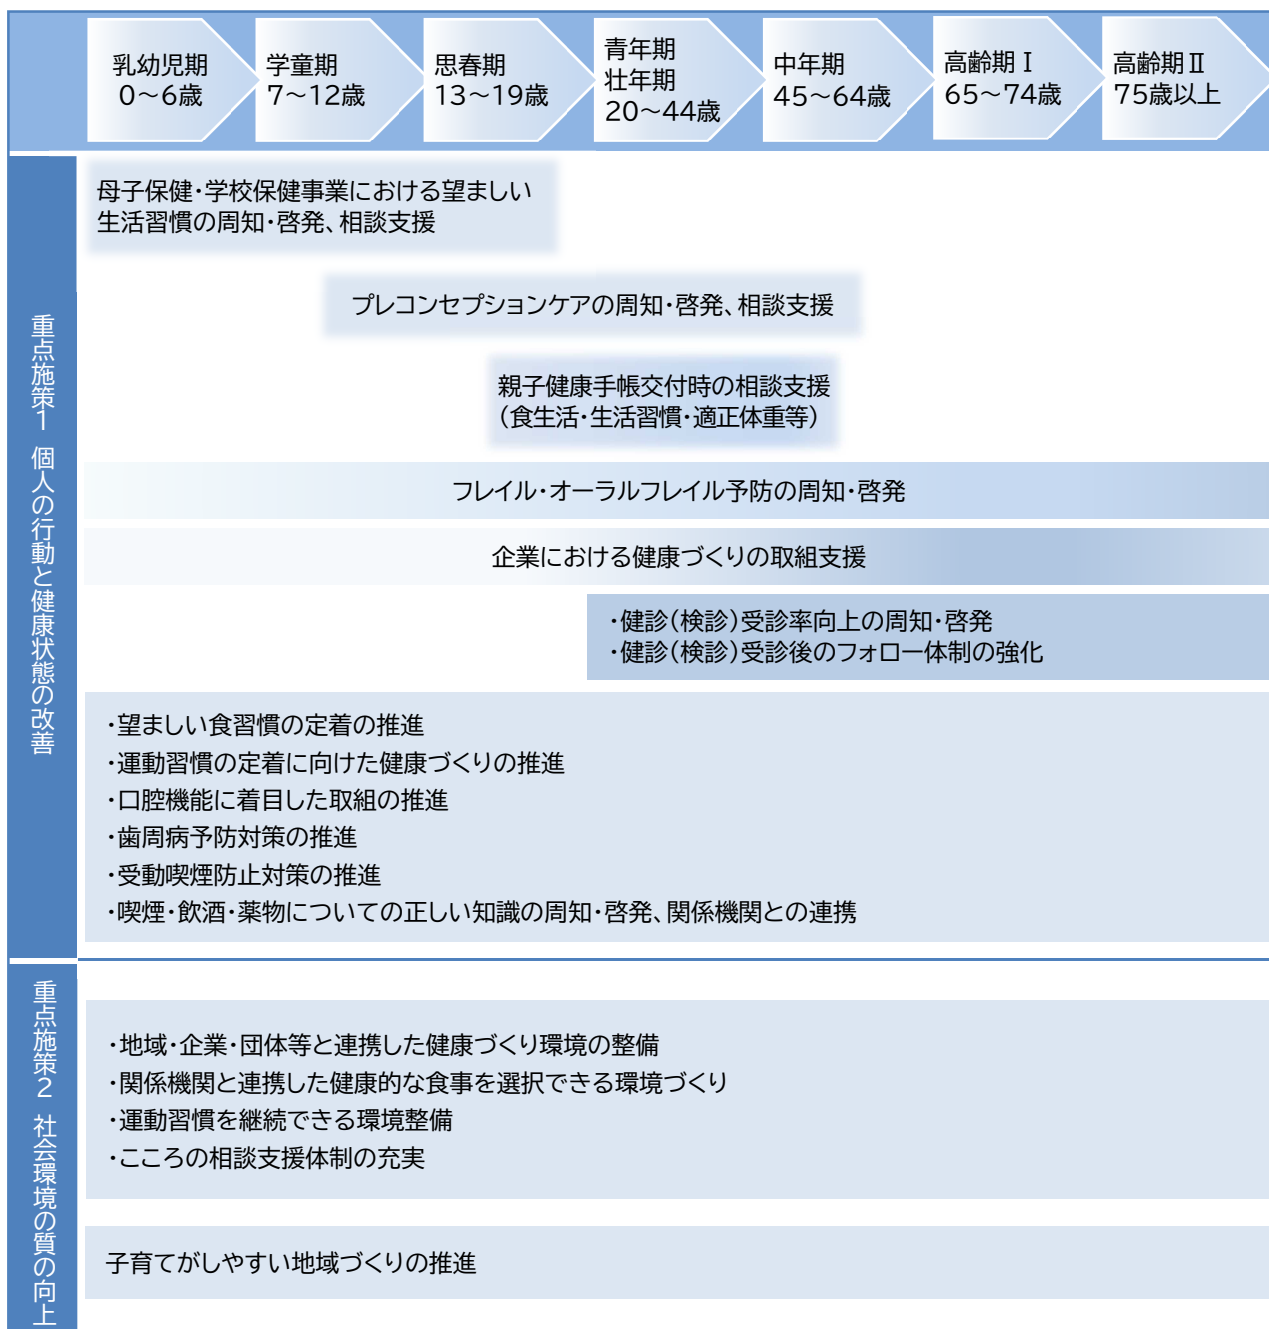 乳幼児期
0～6歳
学童期
7～12歳
思春期
13～19歳
青年期
壮年期
20～44歳
中年期
45～64歳
高齢期Ⅰ
65～74歳
高齢期Ⅱ
75歳以上
重点施策1 個人の行動と健康状態の改善
母子保健・学校保健事業における望ましい
生活習慣の周知・啓発、相談支援
プレコンセプションケアの周知・啓発、相談支援
親子健康手帳交付時の相談支援
（食生活・生活習慣・適正体重等）
フレイル・オーラルフレイル予防の周知・啓発
企業における健康づくりの取組支援
・健診（検診）受診率向上の周知・啓発
・健診（検診）受診後のフォロー体制の強化
・望ましい食習慣の定着の推進
・運動習慣の定着に向けた健康づくりの推進
・口腔機能に着目した取組の推進
・歯周病予防対策の推進
・受動喫煙防止対策の推進
・喫煙・飲酒・薬物についての正しい知識の周知・啓発、関係機関との連携
重点施策2 社会環境の質の向上
・地域・企業・団体等と連携した健康づくり環境の整備
・関係機関と連携した健康的な食事を選択できる環境づくり
・運動習慣を継続できる環境整備
・こころの相談支援体制の充実
子育てがしやすい地域づくりの推進